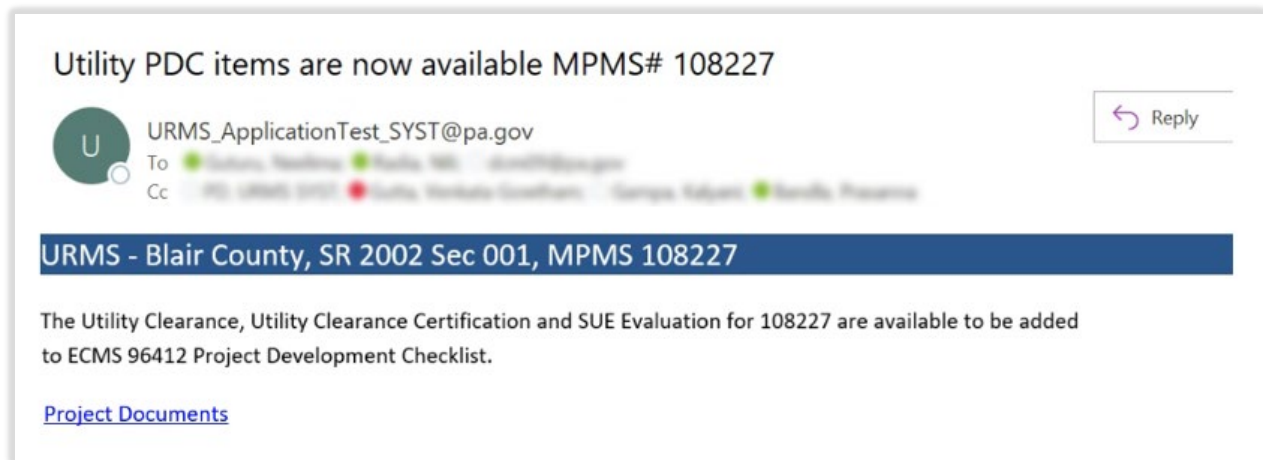 Utility PDC items are now available MPMS# 108227
U
URMS_ApplicationTest_SYST@pa.gov
Reply
To
Cc
URMS - Blair County, SR 2002 Sec 001, MPMS 108227
The Utility Clearance, Utility Clearance Certification and SUE Evaluation for 108227 are available to be added
to ECMS 96412 Project Development Checklist.
Project Documents